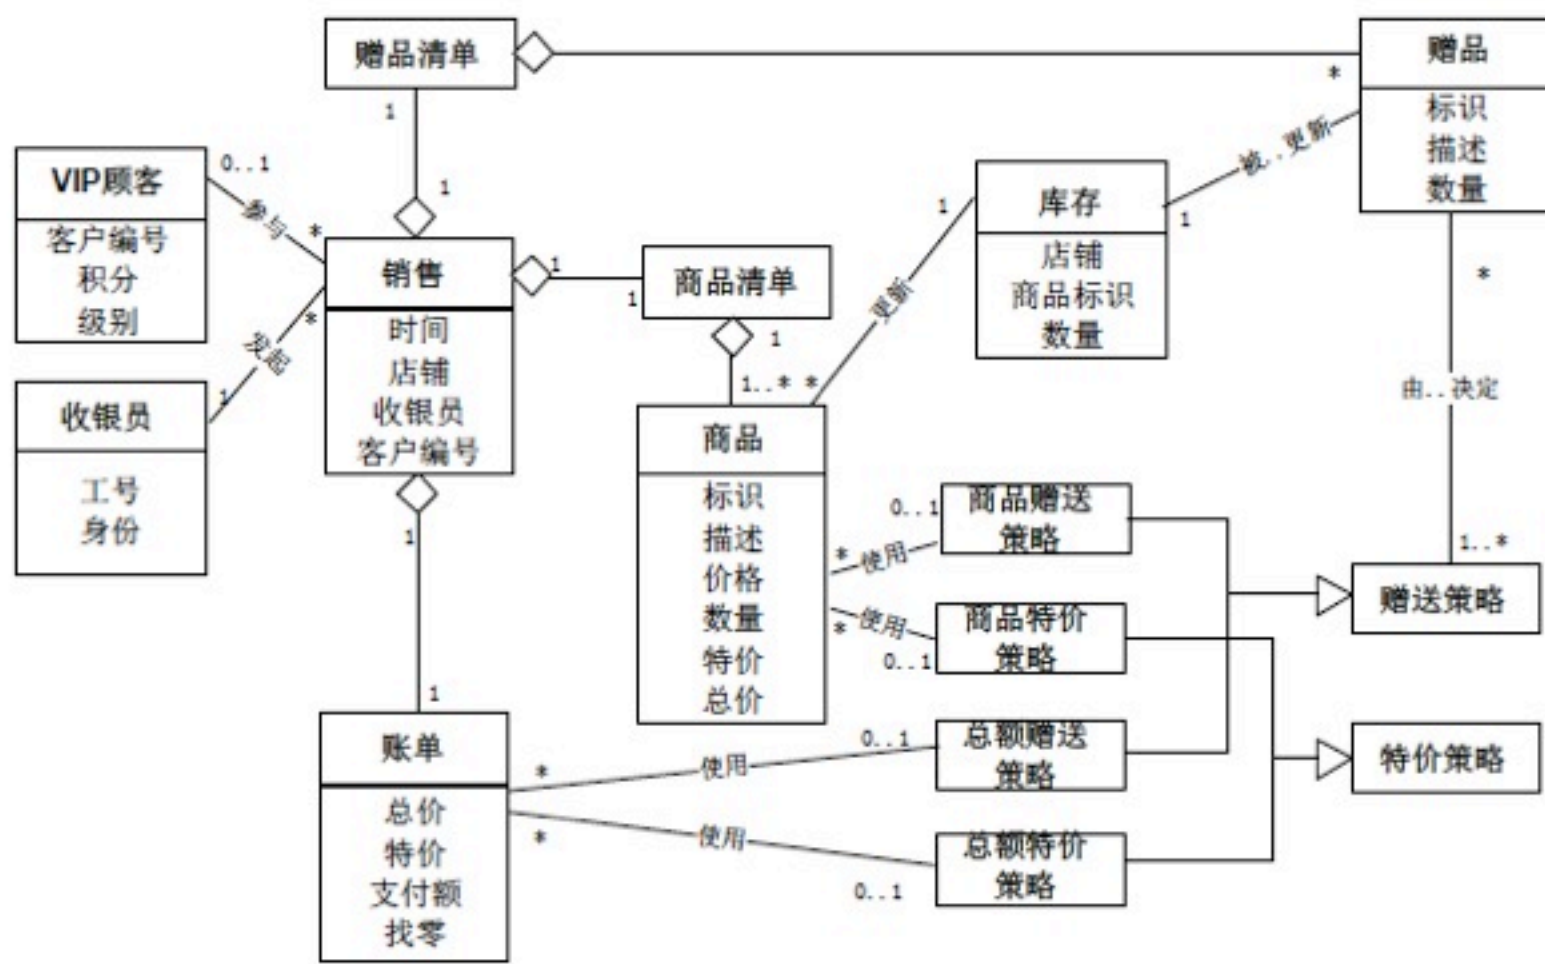 赠品清单
1
1
*
赠品
标识
描述
数量
VIP顾客
客户编号
积分
级别
0..1
参与
*
收银员
工号
身份
1
发起
*
销售
时间
店铺
收银员
客户编号
1
1
商品清单
1
1..*
*
更新
1
库存
店铺
商品标识
数量
1
被..更新
*
由..决定
1..*
商品
标识
描述
价格
数量
特价
总价
*
使用
0..1
商品赠送
策略
*
使用
0..1
商品特价
策略
赠送策略
1
1
账单
总价
特价
支付额
找零
*
使用
0..1
总额赠送
策略
*
使用
0..1
总额特价
策略
特价策略